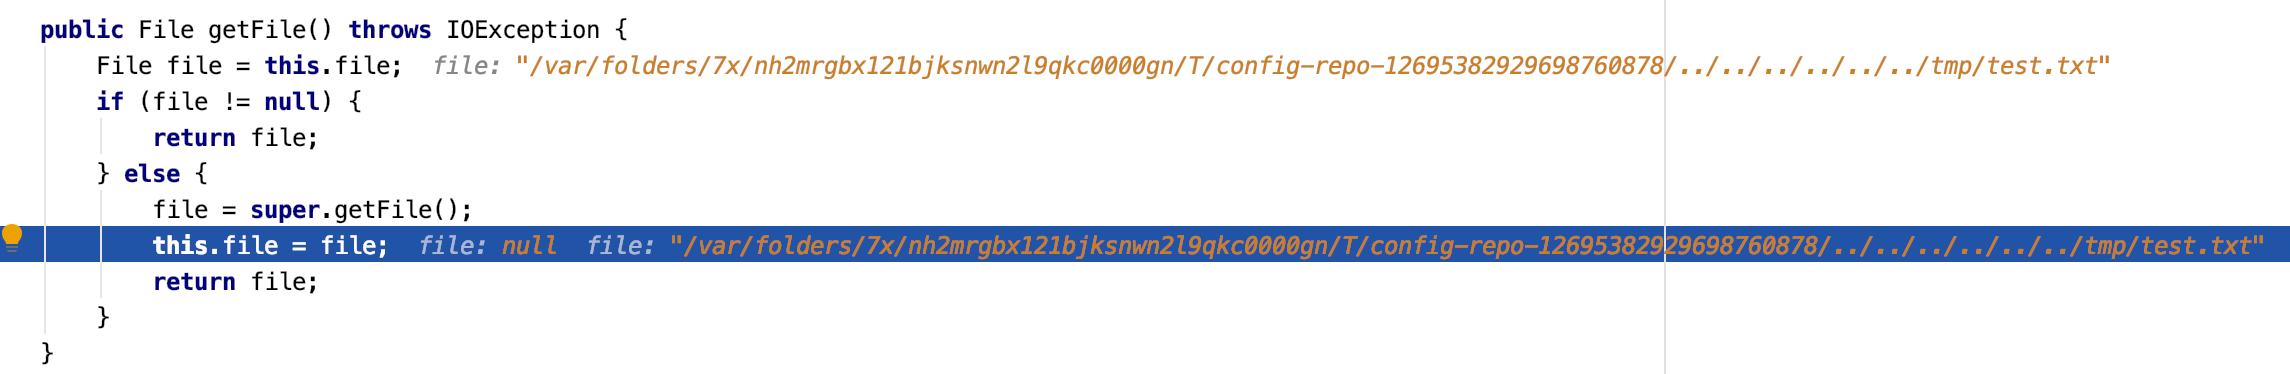 public File getFile() throws IOException {
File file = this.file; file: "/var/folders/7x/nh2mrgbx121bjksnwn2l9qkc0000gn/T/config-repo-12695382929698760878/../../../../../../tmp/test.txt"
if (file != null) {
return file;
} else {
file = super.getFile();
this.file = file; file: null file: "/var/folders/7x/nh2mrgbx121bjksnwn2l9qkc0000gn/T/config-repo-12695382929698760878/../../../../../../tmp/test.txt"
return file;
}
}